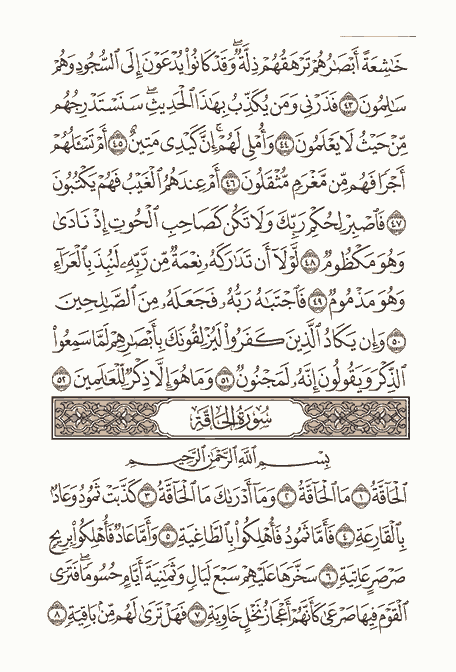 خَٰشِعَةً أَبۡصَٰرُهُمۡ تَرۡهَقُهُمۡ ذِلَّةٞۖ وَقَدۡ كَانُواْ يُدۡعَوۡنَ إِلَى ٱلسُّجُودِ وَهُمۡ
سَٰلِمُونَ ٤٣ فَذَرۡنِي وَمَن يُكَذِّبُ بِهَٰذَا ٱلۡحَدِيثِۖ سَنَسۡتَدۡرِجُهُم
مِّنۡ حَيۡثُ لَا يَعۡلَمُونَ ٤٤ وَأُمۡلِي لَهُمۡۚ إِنَّ كَيۡدِي مَتِينٌ ٤٥ أَمۡ تَسۡـَٔلُهُمۡ
أَجۡرٗا فَهُم مِّن مَّغۡرَمٖ مُّثۡقَلُونَ ٤٦ أَمۡ عِندَهُمُ ٱلۡغَيۡبُ فَهُمۡ يَكۡتُبُونَ
٤٧ فَٱصۡبِرۡ لِحُكۡمِ رَبِّكَ وَلَا تَكُن كَصَاحِبِ ٱلۡحُوتِ إِذۡ نَادَىٰ
وَهُوَ مَكۡظُومٞ ٤٨ لَّوۡلَآ أَن تَدَٰرَكَهُۥ نِعۡمَةٞ مِّن رَّبِّهِۦ لَنُبِذَ بِٱلۡعَرَآءِ
وَهُوَ مَذۡمُومٞ ٤٩ فَٱجۡتَبَٰهُ رَبُّهُۥ فَجَعَلَهُۥ مِنَ ٱلصَّٰلِحِينَ
٥٠ وَإِن يَكَادُ ٱلَّذِينَ كَفَرُواْ لَيُزۡلِقُونَكَ بِأَبۡصَٰرِهِمۡ لَمَّا سَمِعُواْ
ٱلذِّكۡرَ وَيَقُولُونَ إِنَّهُۥ لَمَجۡنُونٞ ٥١ وَمَا هُوَ إِلَّا ذِكۡرٞ لِّلۡعَٰلَمِينَ ٥٢
سُورَةُ الحَاقَّةِ
بِسۡمِ ٱللَّهِ ٱلرَّحۡمَٰنِ ٱلرَّحِيمِ
ٱلۡحَآقَّةُ ١ مَا ٱلۡحَآقَّةُ ٢ وَمَآ أَدۡرَىٰكَ مَا ٱلۡحَآقَّةُ ٣ كَذَّبَتۡ ثَمُودُ وَعَادُۢ
بِٱلۡقَارِعَةِ ٤ فَأَمَّا ثَمُودُ فَأُهۡلِكُواْ بِٱلطَّاغِيَةِ ٥ وَأَمَّا عَادٞ فَأُهۡلِكُواْ بِرِيحٖ
صَرۡصَرٍ عَاتِيَةٖ ٦ سَخَّرَهَا عَلَيۡهِمۡ سَبۡعَ لَيَالٖ وَثَمَٰنِيَةَ أَيَّامٍ حُسُومٗاۖ فَتَرَى
ٱلۡقَوۡمَ فِيهَا صَرۡعَىٰ كَأَنَّهُمۡ أَعۡجَازُ نَخۡلٍ خَاوِيَةٖ ٧ فَهَلۡ تَرَىٰ لَهُم مِّنۢ بَاقِيَةٖ ٨